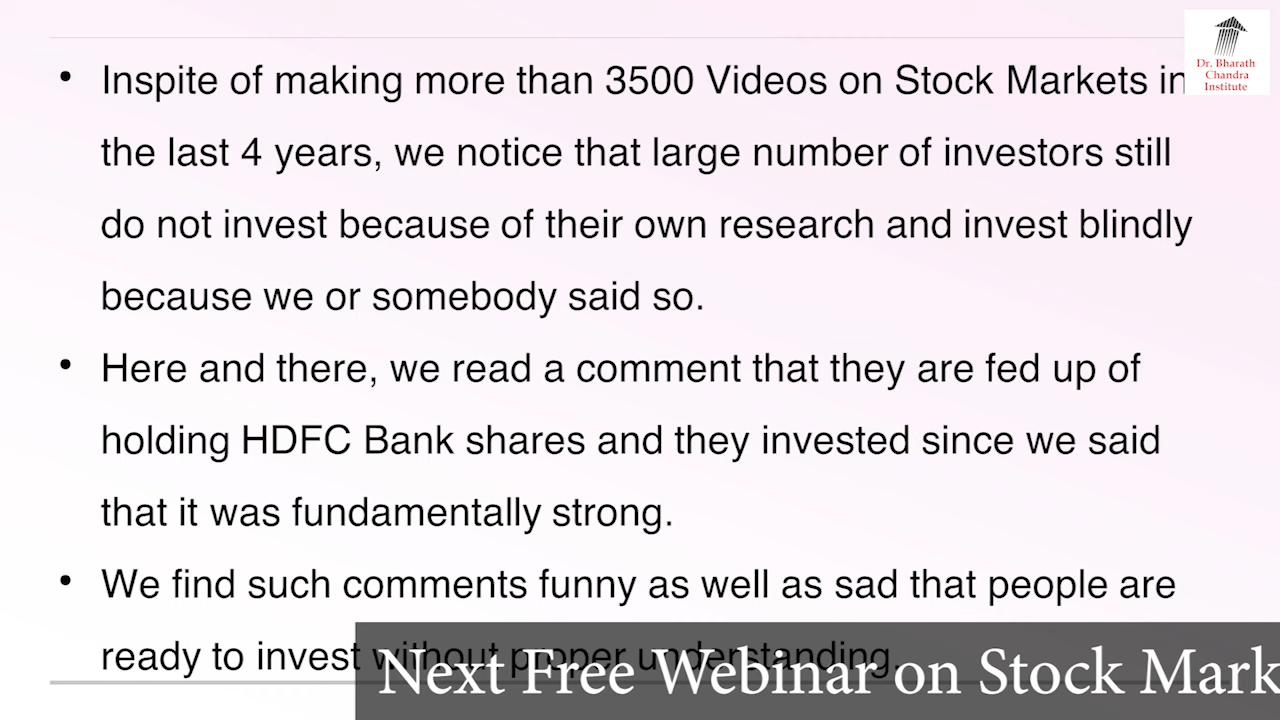 • Inspite of making more than 3500 Videos on Stock Markets in
the last 4 years, we notice that large number of investors still
do not invest because of their own research and invest blindly
because we or somebody said so.
• Here and there, we read a comment that they are fed up of
holding HDFC Bank shares and they invested since we said
that it was fundamentally strong.
• We find such comments funny as well as sad that people are
ready to invest without proper understanding.
Dr. Bharath
Chandra
Institute
Next Free Webinar on Stock Mark